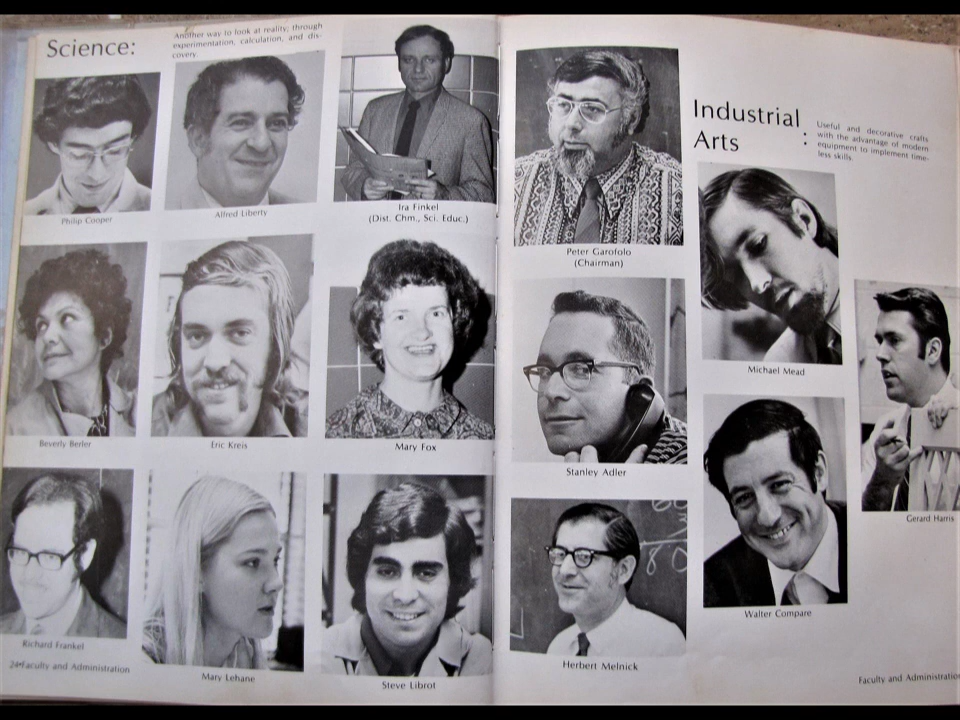 Science:
Another way to look at reality; through
experimentation, calculation, and dis-
covery.
Philip Cooper
Alfred Liberty
Ira Finkel
(Dist. Chm., Sci. Educ.)
Beverly Berler
Eric Kreis
Mary Fox
Richard Frankel
Mary Lehane
Steve Librot
24•Faculty and Administration
Peter Garofolo
(Chairman)
Industrial
Arts :
Useful and decorative crafts
with the advantage of modern
equipment to implement time-
less skills.
Michael Mead
Stanley Adler
Gerard Harris
Walter Compare
Herbert Melnick
Faculty and Administration